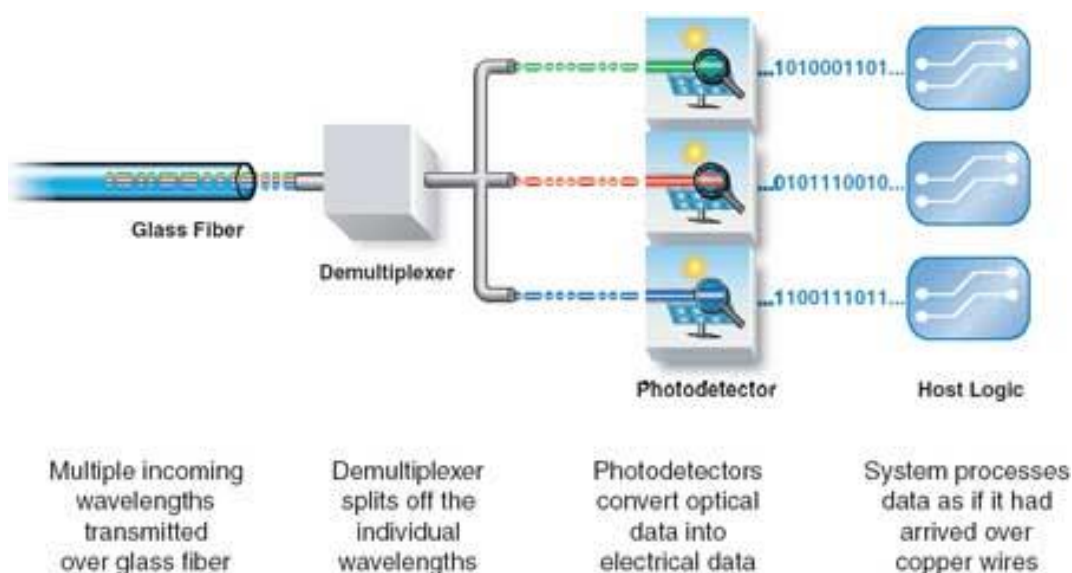 ...1010001101...
...0101110010...
Glass Fiber
Demultiplexer
...1100111011...
Photodetector
Host Logic
Multiple incoming
wavelengths
transmitted
over glass fiber
Demultiplexer
splits off the
individual
wavelengths
Photodetectors
convert optical
data into
electrical data
System processes
data as if it had
arrived over
copper wires